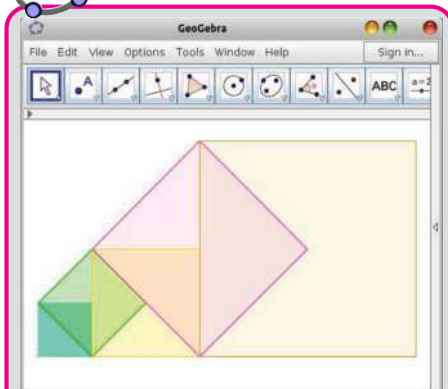 GeoGebra
File Edit View Options Tools Window Help Sign in...
A ABC a=2